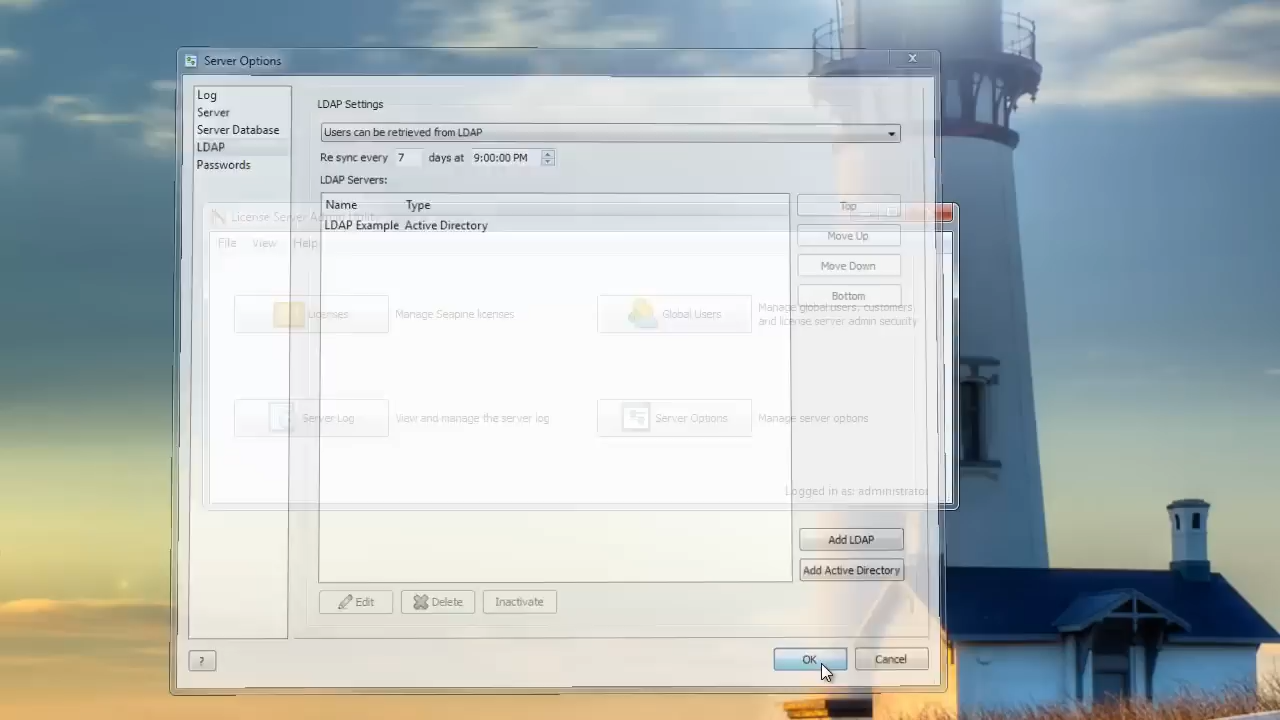 Server Options
Log
Server
Server Database
LDAP
Passwords
LDAP Settings
Users can be retrieved from LDAP
Re sync every 7 days at 9:00:00 PM
LDAP Servers:
Name Type
LDAP Example Active Directory
Top
Move Up
Move Down
Bottom
License Server Admin Utility
File View Help
Licenses
Manage Seapine licenses
Global Users
Manage global users, customers
and license server admin security
Server Log
View and manage the server log
Server Options
Manage server options
Logged in as: administrator
Add LDAP
Add Active Directory
Edit
Delete
Inactivate
?
OK
Cancel